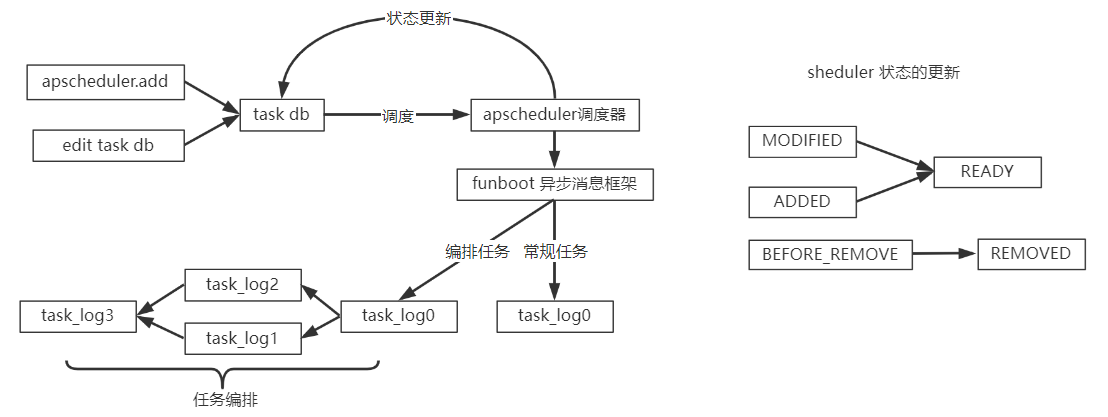 状态更新
apscheduler.add
edit task db
task db
调度
apscheduler调度器
funboot 异步消息框架
编排任务
常规任务
task_log2
task_log3
task_log0
task_log1
task_log0
任务编排
sheduler 状态的更新
MODIFIED
READY
ADDED
BEFORE_REMOVE
REMOVED